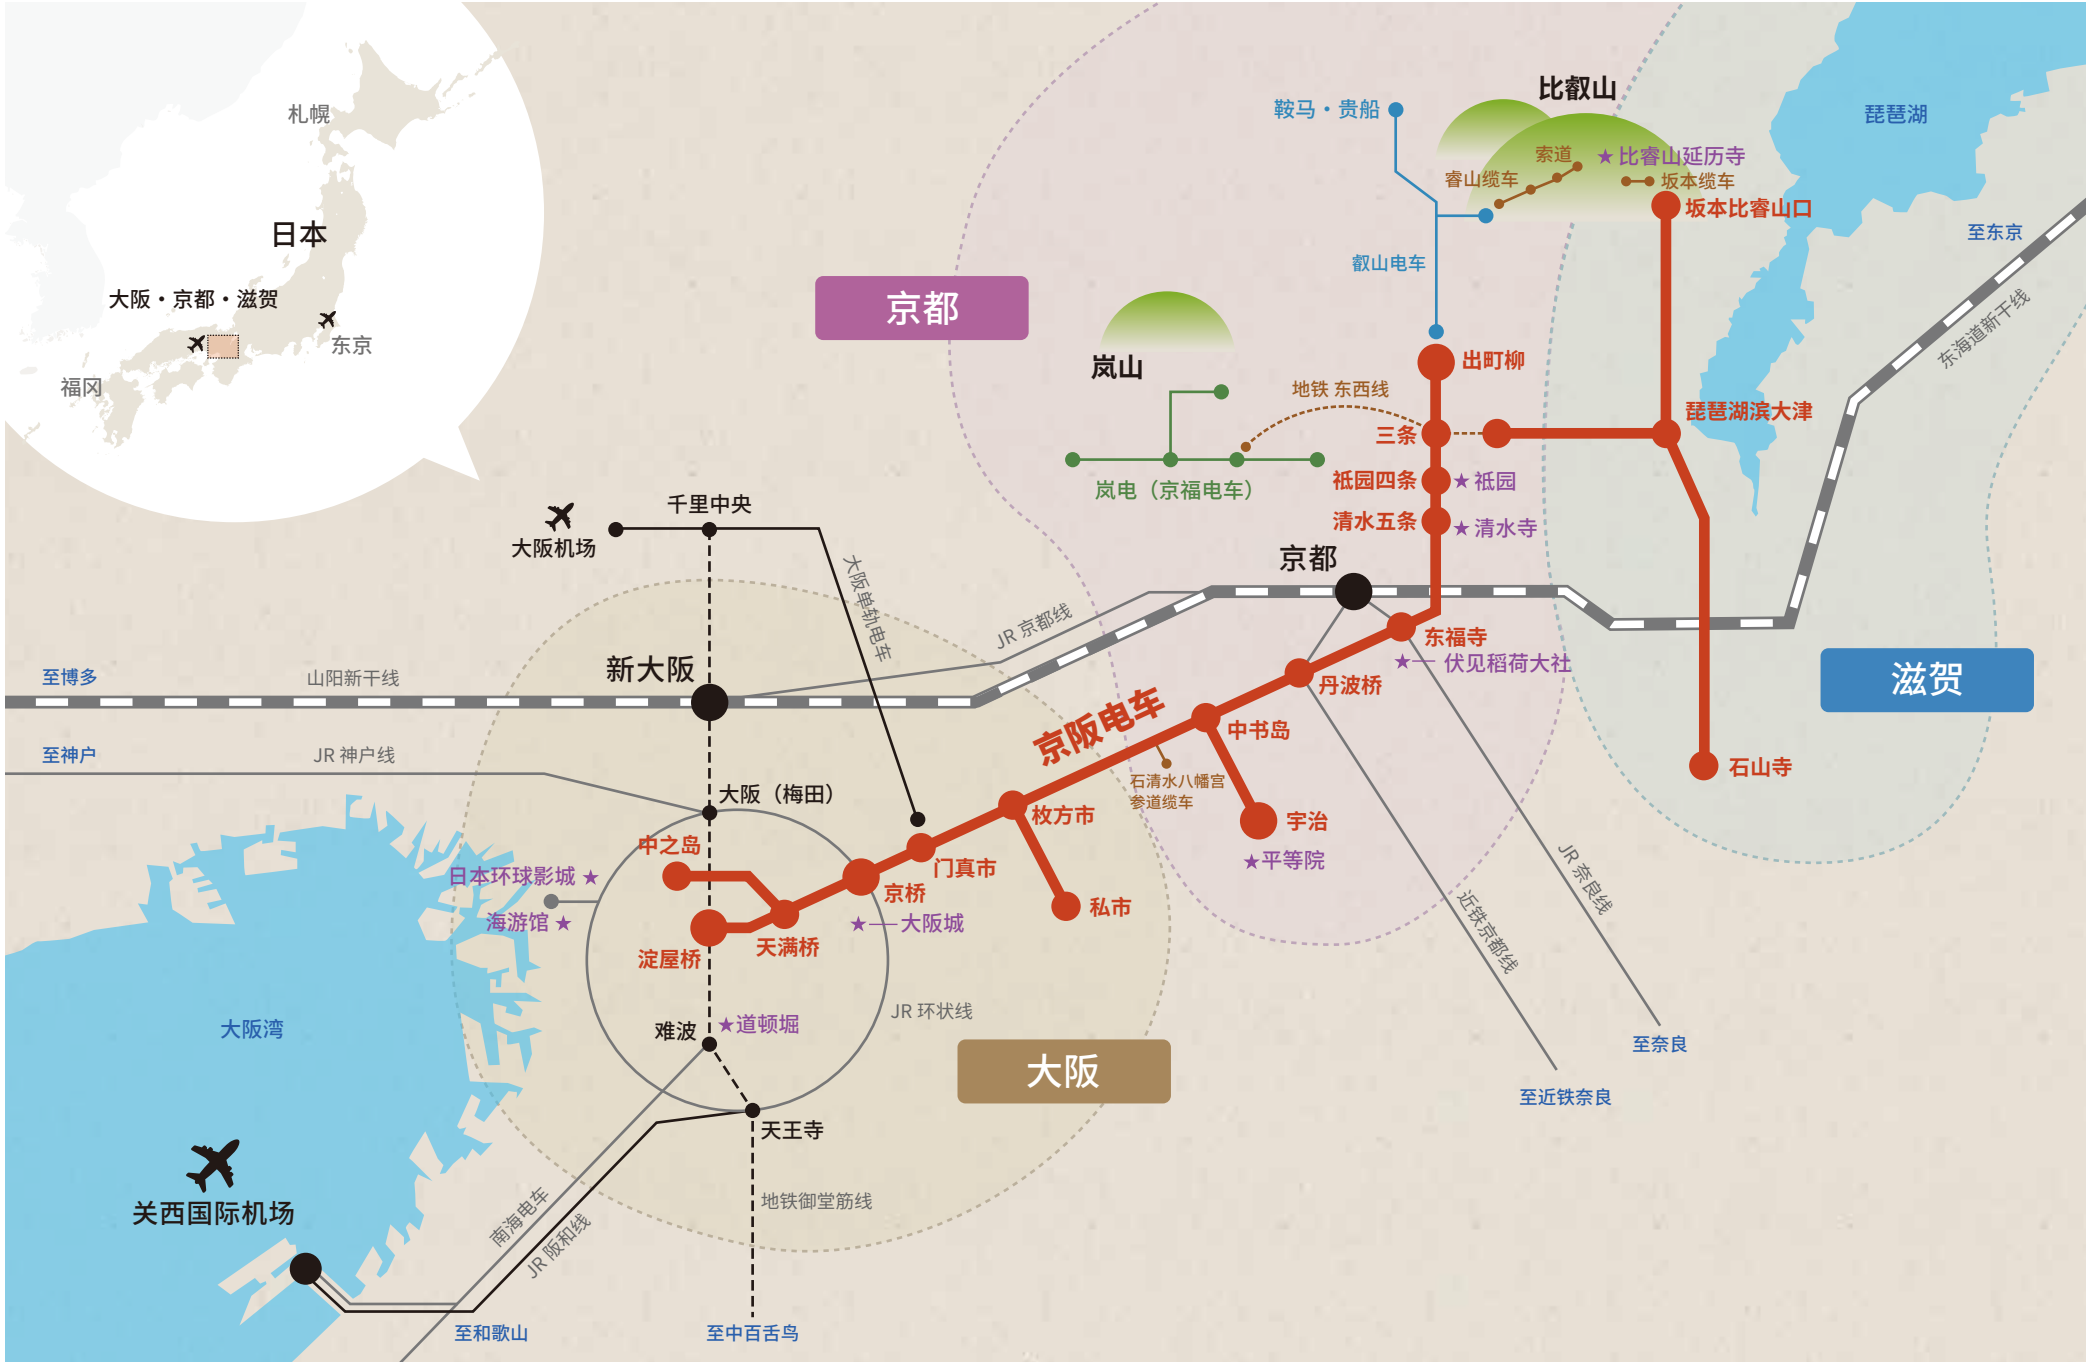 札幌
日本
大阪・京都・滋贺
东京
福冈
比叡山
鞍马・贵船
琵琶湖
索道
★比睿山延历寺
睿山缆车
坂本缆车
坂本比睿山口
至东京
叡山电车
京都
东海道新干线
岚山
出町柳
地铁 东西线
琵琶湖滨大津
三条
祇园四条
★祇园
岚电（京福电车）
千里中央
清水五条
★清水寺
大阪机场
京都
大阪单轨电车
JR 京都线
东福寺
★伏见稻荷大社
新大阪
至博多
山阳新干线
滋贺
丹波桥
京阪电车
中书岛
至神户
JR 神户线
石清水八幡宫
参道缆车
石山寺
大阪（梅田）
枚方市
宇治
中之岛
★平等院
门真市
日本环球影城★
京桥
JR 奈良线
私市
海游馆★
★大阪城
近铁京都线
天满桥
淀屋桥
JR 环状线
大阪湾
难波
★道顿堀
至奈良
大阪
至近铁奈良
天王寺
关西国际机场
地铁御堂筋线
南海电车
JR 阪和线
至和歌山
至中百舌鸟